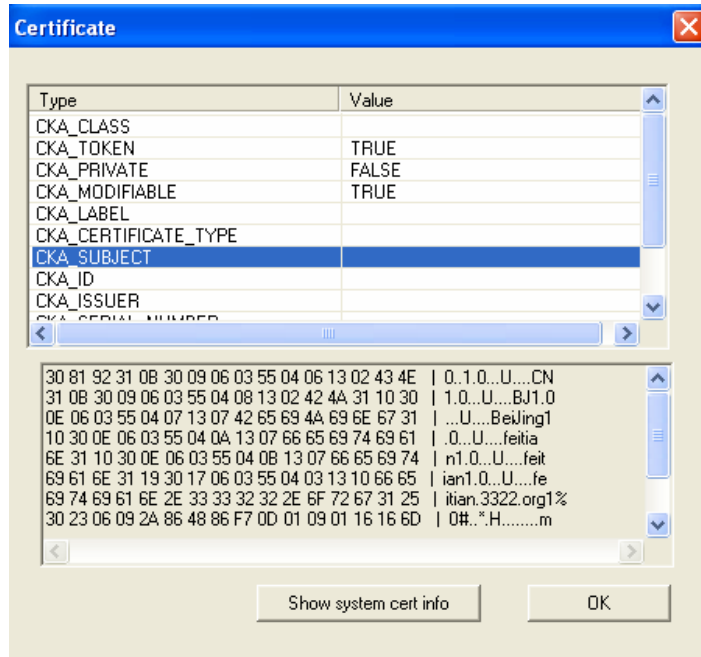 Certificate
Type Value
CKA_CLASS
CKA_TOKEN TRUE
CKA_PRIVATE FALSE
CKA_MODIFIABLE TRUE
CKA_LABEL
CKA_CERTIFICATE_TYPE
CKA_SUBJECT
CKA_ID
CKA_ISSUER
CKA_SERIAL_NUMBER
30 81 92 31 0B 30 09 06 03 55 04 06 13 02 43 4E | 0..1.0...U....CN
31 0B 30 09 06 03 55 04 08 13 02 42 4A 31 10 30 | 1.0...U....BJ1.0
0E 06 03 55 04 07 13 07 42 65 69 4A 69 6E 67 31 | ...U....BeiJing1
10 30 0E 06 03 55 04 0A 13 07 66 65 69 74 69 61 | .0...U....feitia
6E 31 10 30 0E 06 03 55 04 0B 13 07 66 65 69 74 | n1.0...U....feit
69 61 6E 31 19 30 17 06 03 55 04 03 13 10 66 65 | ian1.0...U....fe
69 74 69 61 6E 2E 33 33 32 32 2E 6F 72 67 31 25 | itian.3322.org1%
30 23 06 09 2A 86 48 86 F7 0D 01 09 01 16 16 6D | 0#..*.H........m
Show system cert info OK